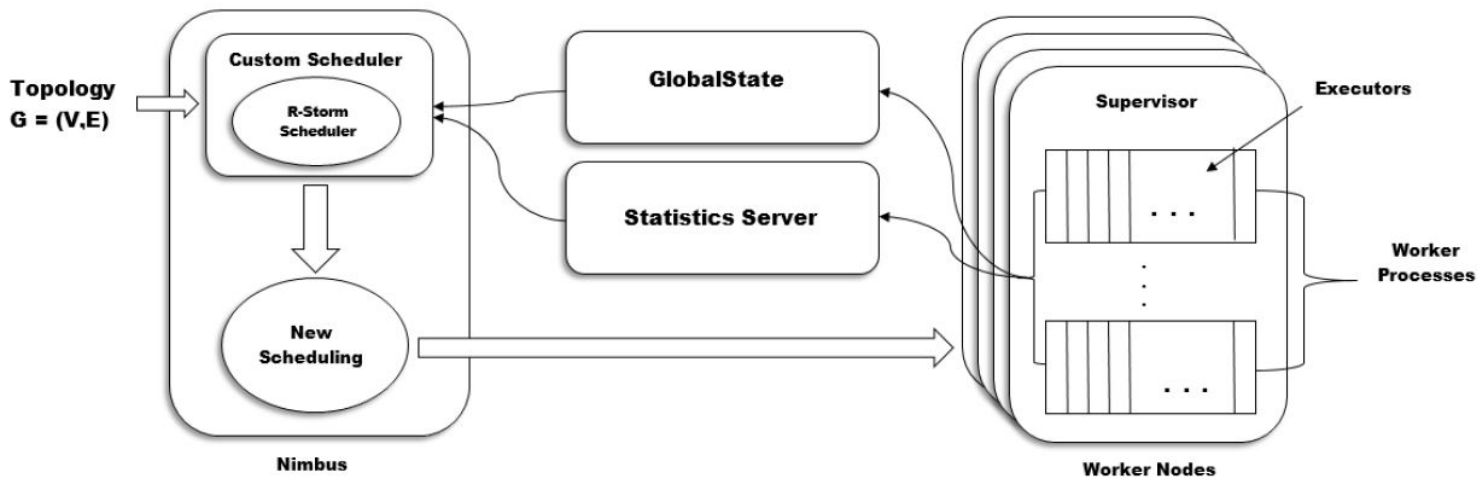 Topology
G = (V,E)
Custom Scheduler
R-Storm
Scheduler
New
Scheduling
Nimbus
GlobalState
Statistics Server
Supervisor
Executors
. . .
.
.
.
. . .
Worker
Processes
Worker Nodes